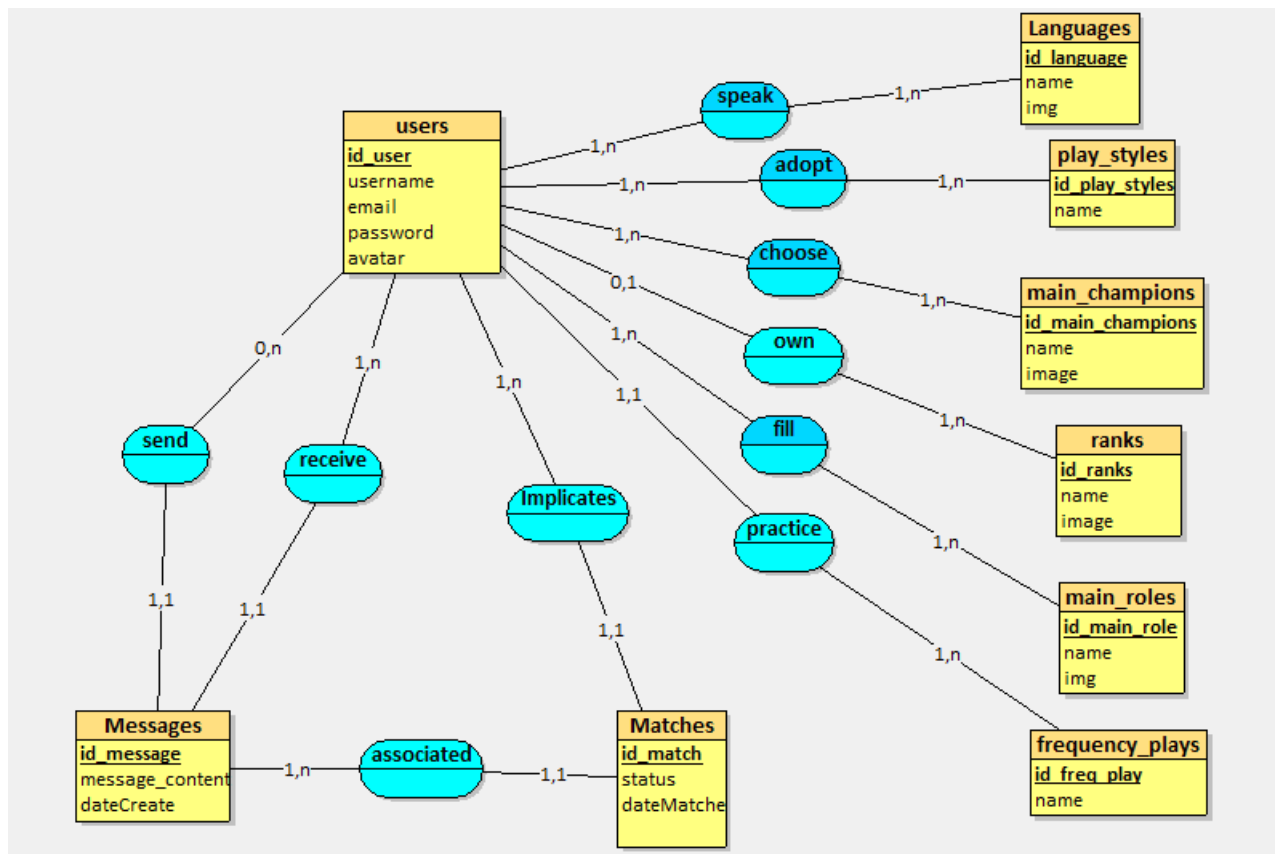 Languages
id_language
name
img
speak
1,n
1,n
users
id_user
username
email
password
avatar
play_styles
id_play_styles
name
adopt
1,n
1,n
choose
1,n
1,n
main_champions
id_main_champions
name
image
own
0,1
1,n
ranks
id_ranks
name
image
fill
1,n
1,n
main_roles
id_main_role
name
img
practice
1,1
1,n
frequency_plays
id_freq_play
name
0,n
send
1,1
1,n
receive
1,1
1,n
Implicates
1,1
Messages
id_message
message_content
dateCreate
1,n
associated
1,1
Matches
id_match
status
dateMatche